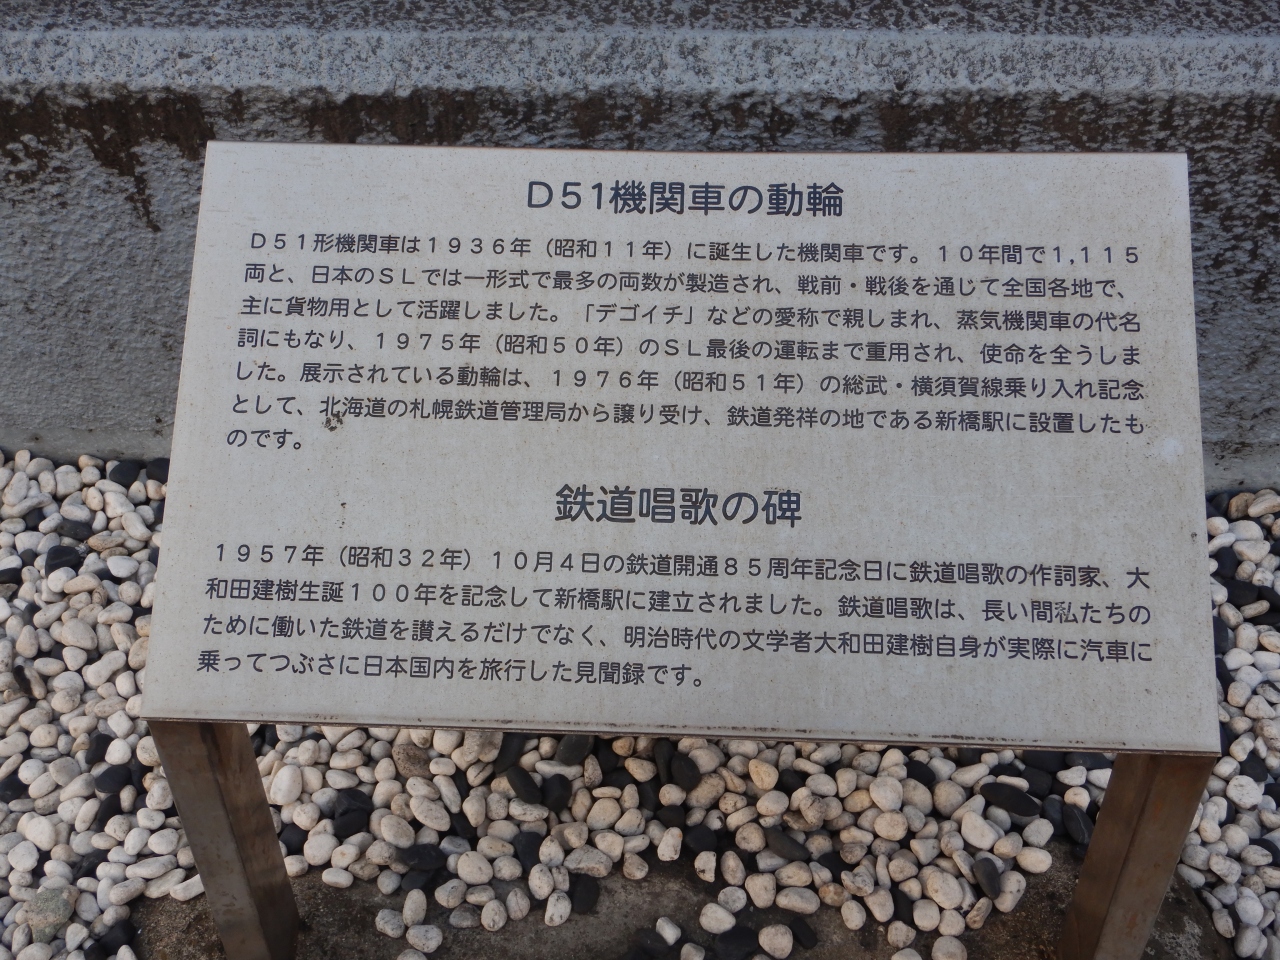 D51機関車の動輪
D51形機関車は1936年（昭和11年）に誕生した機関車です。10年間で1,115
両と、日本のSLでは一形式で最多の両数が製造され、戦前・戦後を通じて全国各地で、
主に貨物用として活躍しました。「デゴイチ」などの愛称で親しまれ、蒸気機関車の代名
詞にもなり、1975年（昭和50年）のSL最後の運転まで重用され、使命を全うしま
した。展示されている動輪は、1976年（昭和51年）の総武・横須賀線乗り入れ記念
として、北海道の札幌鉄道管理局から譲り受け、鉄道発祥の地である新橋駅に設置したも
のです。
鉄道唱歌の碑
1957年（昭和32年）10月4日の鉄道開通85周年記念日に鉄道唱歌の作詞家、大
和田建樹生誕100年を記念して新橋駅に建立されました。鉄道唱歌は、長い間私たちの
ために働いた鉄道を讃えるだけでなく、明治時代の文学者大和田建樹自身が実際に汽車に
乗ってつぶさに日本国内を旅行した見聞録です。